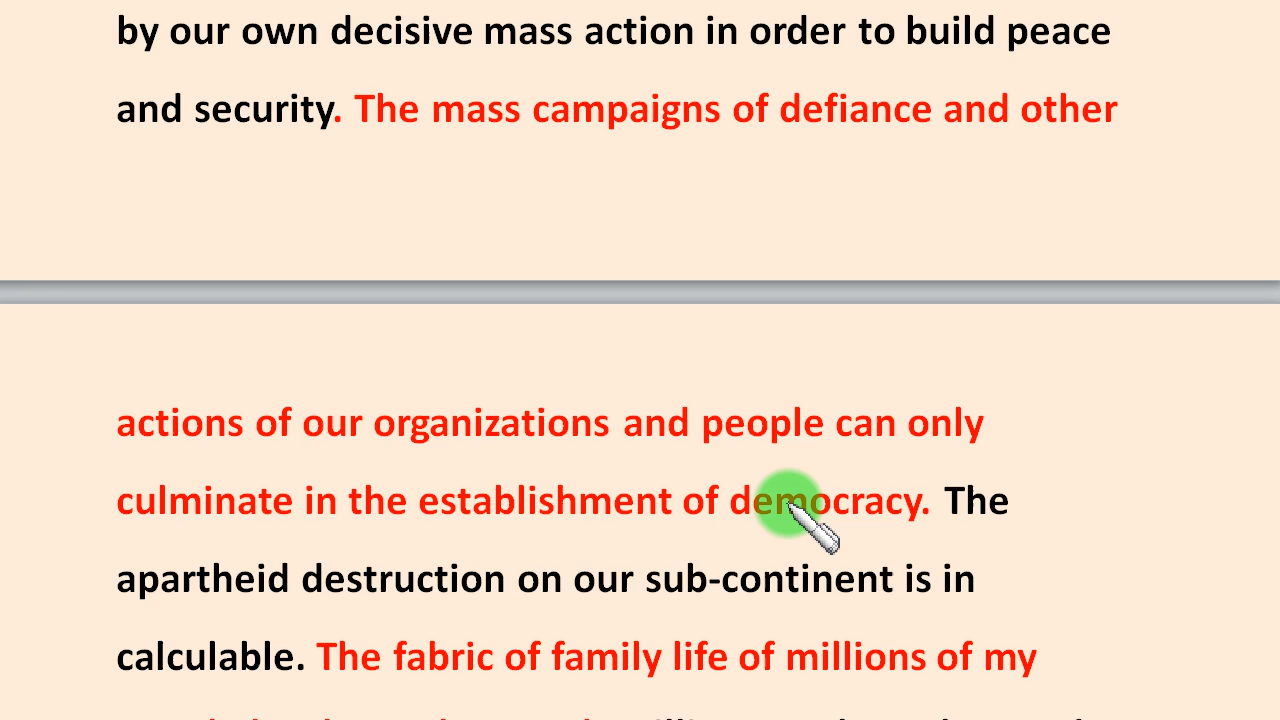 by our own decisive mass action in order to build peace
and security. The mass campaigns of defiance and other
actions of our organizations and people can only
culminate in the establishment of democracy. The
apartheid destruction on our sub-continent is in
calculable. The fabric of family life of millions of my